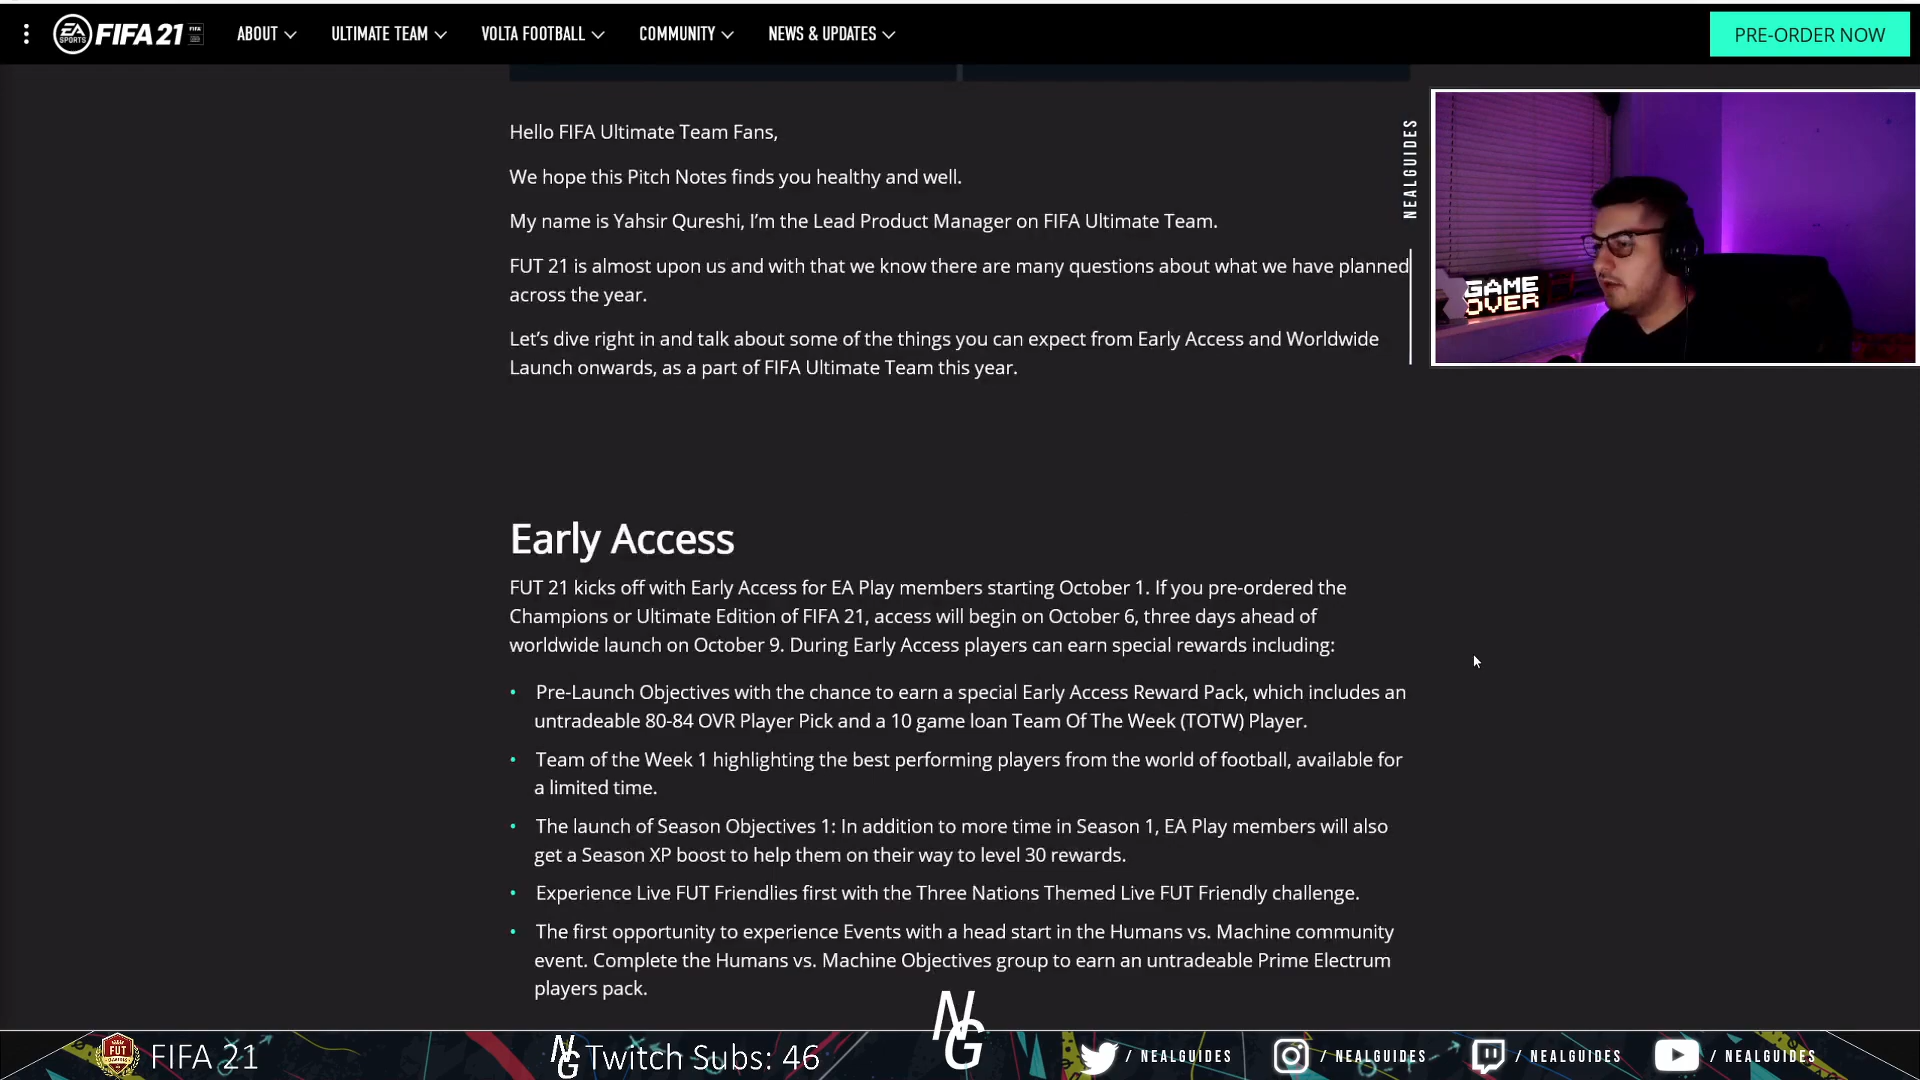 EA SPORTS FIFA 21 ABOUT ULTIMATE TEAM VOLTA FOOTBALL COMMUNITY NEWS & UPDATES PRE-ORDER NOW
Hello FIFA Ultimate Team Fans,
We hope this Pitch Notes finds you healthy and well.
My name is Yahsir Qureshi, I’m the Lead Product Manager on FIFA Ultimate Team.
FUT 21 is almost upon us and with that we know there are many questions about what we have planned
across the year.
Let’s dive right in and talk about some of the things you can expect from Early Access and Worldwide
Launch onwards, as a part of FIFA Ultimate Team this year.
NEALGUIDES
GAME
OVER
Early Access
FUT 21 kicks off with Early Access for EA Play members starting October 1. If you pre-ordered the
Champions or Ultimate Edition of FIFA 21, access will begin on October 6, three days ahead of
worldwide launch on October 9. During Early Access players can earn special rewards including:
• Pre-Launch Objectives with the chance to earn a special Early Access Reward Pack, which includes an
untradeable 80-84 OVR Player Pick and a 10 game loan Team Of The Week (TOTW) Player.
• Team of the Week 1 highlighting the best performing players from the world of football, available for
a limited time.
• The launch of Season Objectives 1: In addition to more time in Season 1, EA Play members will also
get a Season XP boost to help them on their way to level 30 rewards.
• Experience Live FUT Friendlies first with the Three Nations Themed Live FUT Friendly challenge.
• The first opportunity to experience Events with a head start in the Humans vs. Machine community
event. Complete the Humans vs. Machine Objectives group to earn an untradeable Prime Electrum
players pack.
NG
FUT FIFA 21 NG Twitch Subs: 46 / NEALGUIDES / NEALGUIDES / NEALGUIDES / NEALGUIDES